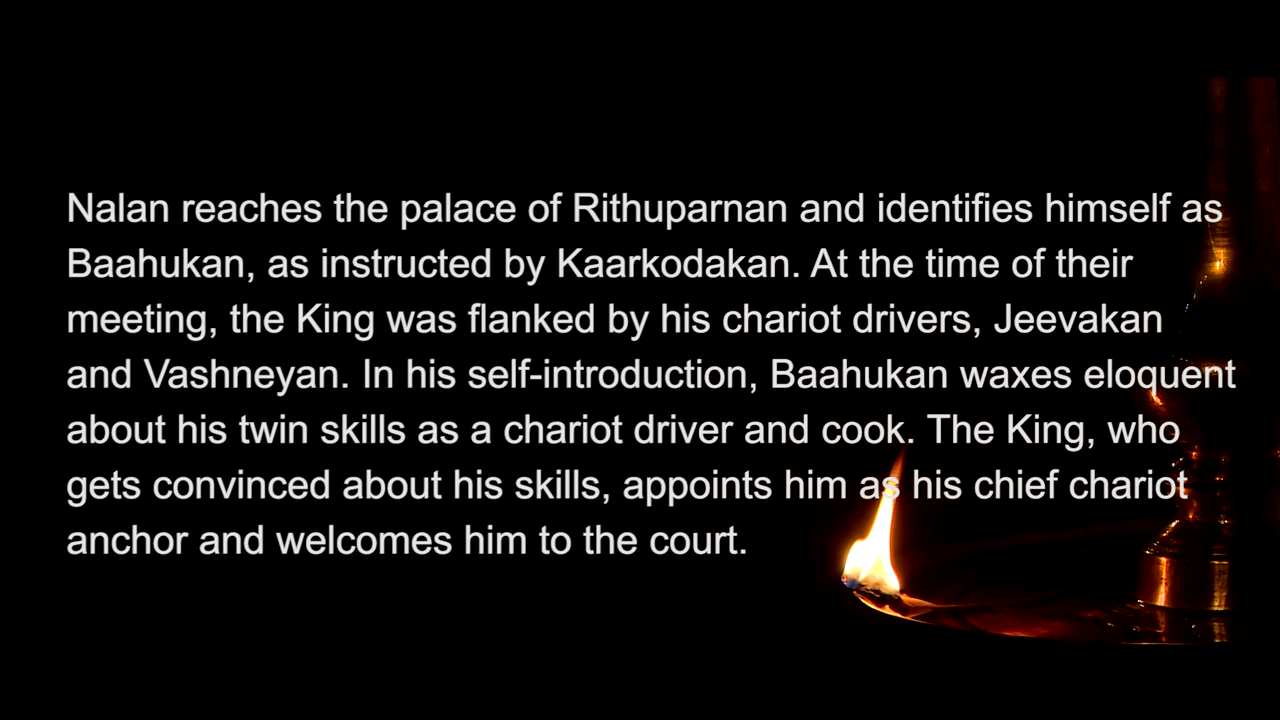 Nalan reaches the palace of Rithuparnan and identifies himself as
Baahukan, as instructed by Kaarkodakan. At the time of their
meeting, the King was flanked by his chariot drivers, Jeevakan
and Vashneyan. In his self-introduction, Baahukan waxes eloquent
about his twin skills as a chariot driver and cook. The King, who
gets convinced about his skills, appoints him as his chief chariot
anchor and welcomes him to the court.